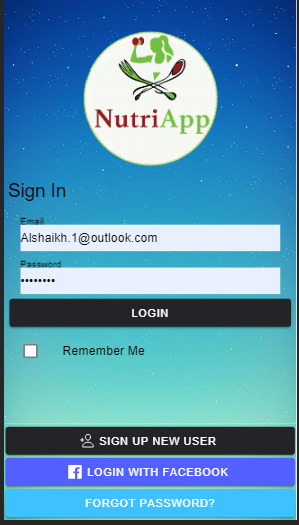 NutriApp
Sign In
Email
Alshaikh.1@outlook.com
Password
••••••••
LOGIN
Remember Me
SIGN UP NEW USER
LOGIN WITH FACEBOOK
FORGOT PASSWORD?